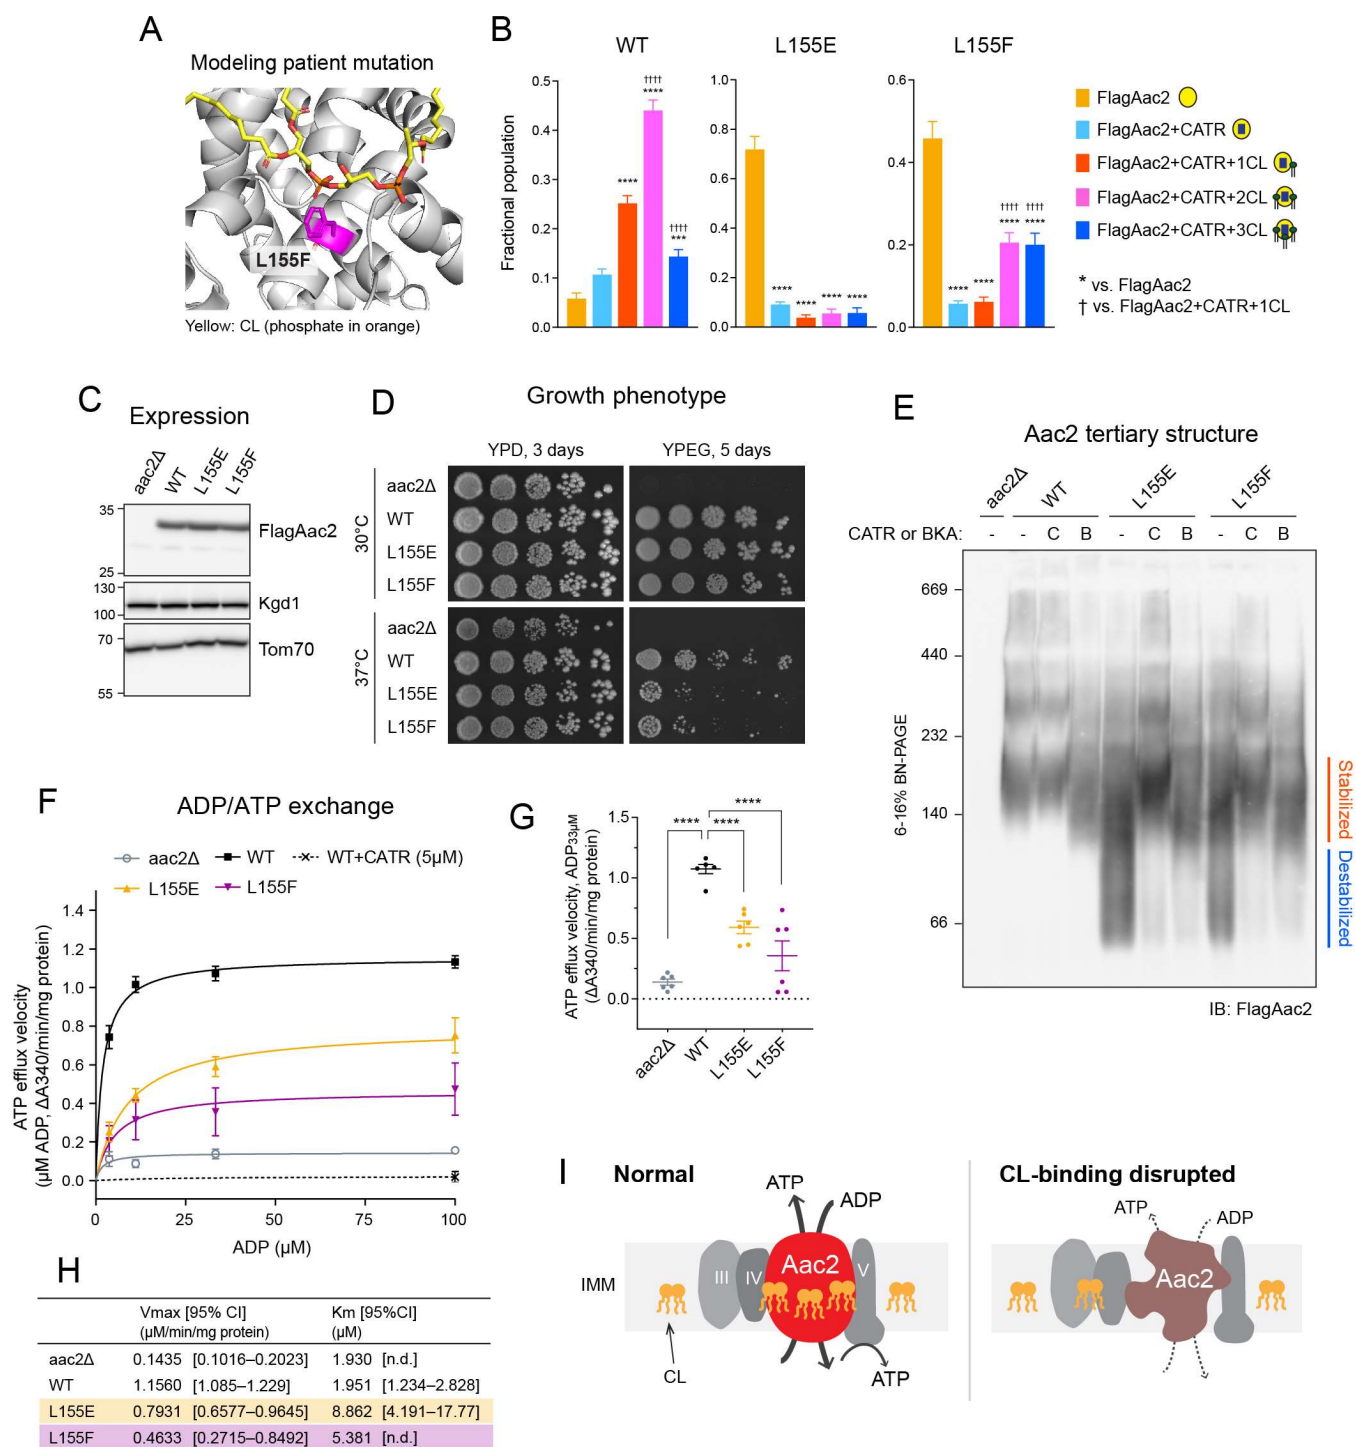 A
Modeling patient mutation
L155F
Yellow: CL (phosphate in orange)
B
WT
L155E
L155F
Fractional population
0.5
0.4
0.3
0.2
0.1
0.0
****
††††
****
††††
***
1.0
0.8
0.6
0.4
0.2
0.0
**** **** **** ****
0.6
0.4
0.2
0.0
**** ****
†††† ††††
**** ****
FlagAac2
FlagAac2+CATR
FlagAac2+CATR+1CL
FlagAac2+CATR+2CL
FlagAac2+CATR+3CL
* vs. FlagAac2
† vs. FlagAac2+CATR+1CL
C
Expression
aac2Δ WT L155E L155F
35
25
FlagAac2
130
100
Kgd1
70
55
Tom70
D
Growth phenotype
YPD, 3 days YPEG, 5 days
30°C
aac2Δ
WT
L155E
L155F
37°C
aac2Δ
WT
L155E
L155F
E
Aac2 tertiary structure
aac2Δ WT L155E L155F
CATR or BKA: - - C B - C B - C B
669
440
232
140
66
6-16% BN-PAGE
Stabilized
Destabilized
IB: FlagAac2
F
ADP/ATP exchange
aac2Δ WT WT+CATR (5μM)
L155E L155F
ATP efflux velocity
(μM ADP, ΔA340/min/mg protein)
1.4
1.2
1.0
0.8
0.6
0.4
0.2
0.0
0 25 50 75 100
ADP (μM)
G
ATP efflux velocity, ADP33μM
(ΔA340/min/mg protein)
1.5
1.0
0.5
0.0
****
**** ****
aac2Δ WT L155E L155F
H
Vmax [95% CI] Km [95%CI]
(μM/min/mg protein) (μM)
aac2Δ 0.1435 [0.1016–0.2023] 1.930 [n.d.]
WT 1.1560 [1.085–1.229] 1.951 [1.234–2.828]
L155E 0.7931 [0.6577–0.9645] 8.862 [4.191–17.77]
L155F 0.4633 [0.2715–0.8492] 5.381 [n.d.]
I
Normal
ATP ADP
III IV Aac2 V
IMM
CL
ATP
CL-binding disrupted
ATP ADP
Aac2